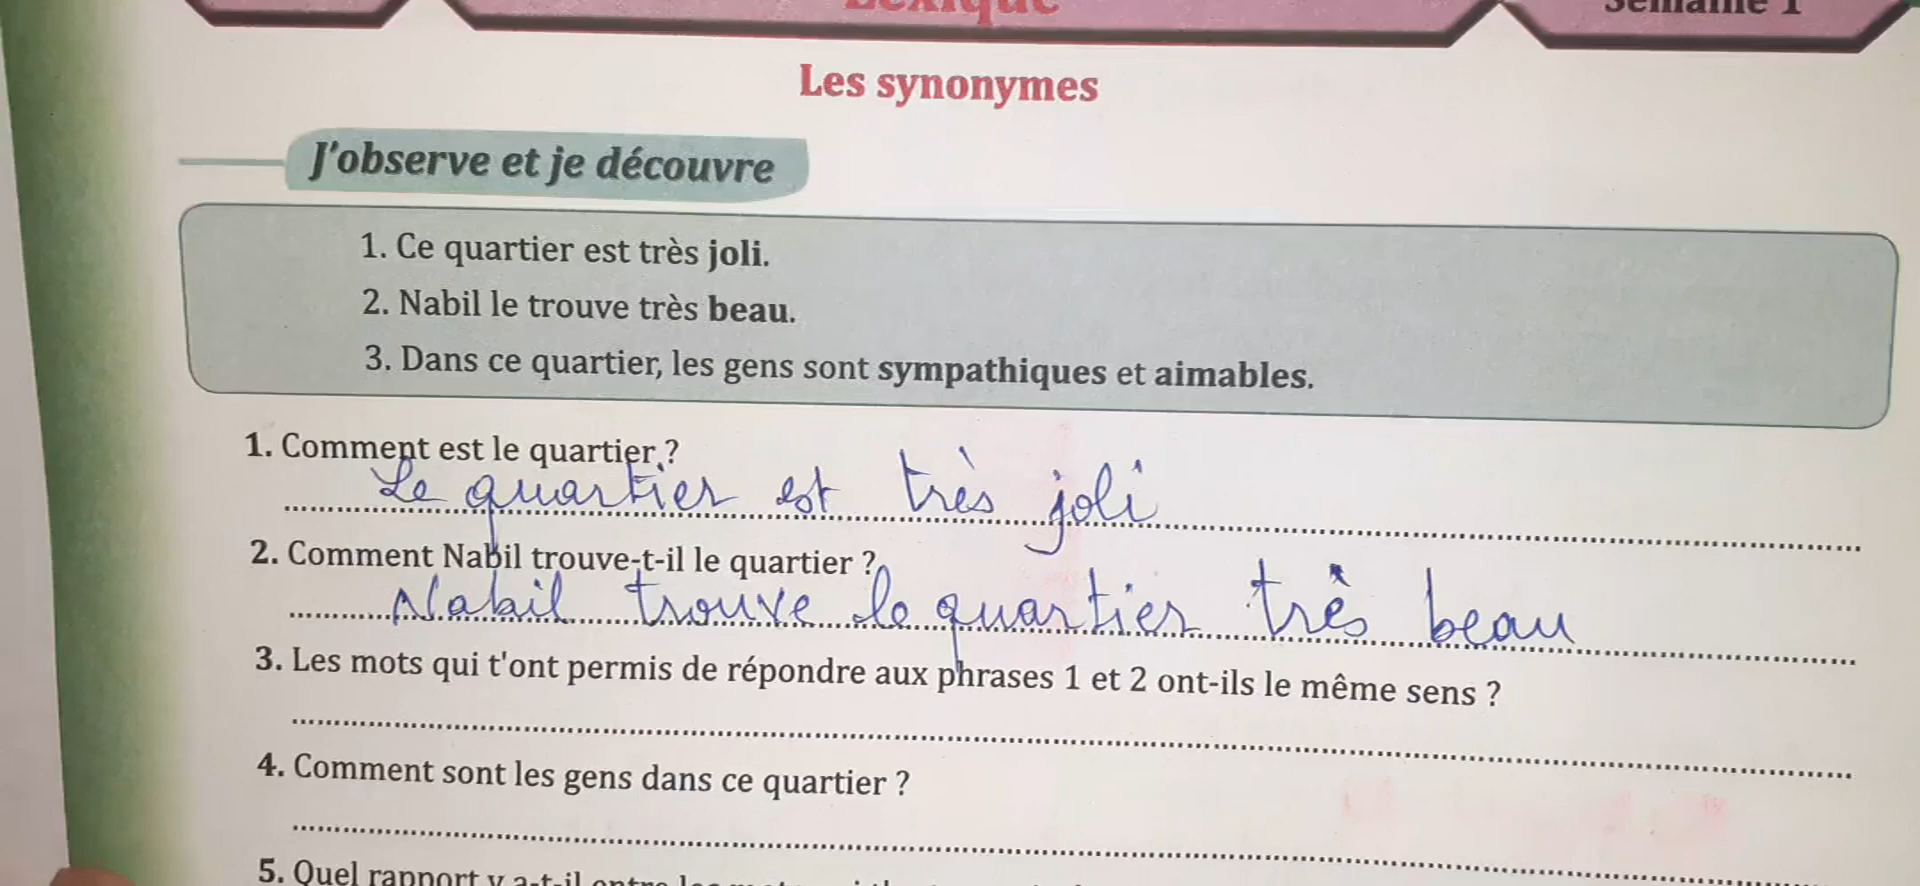 Lexique
Semaine 1
Les synonymes
J'observe et je découvre
1. Ce quartier est très joli.
2. Nabil le trouve très beau.
3. Dans ce quartier, les gens sont sympathiques et aimables.
1. Comment est le quartier ?
Le quartier est très joli
2. Comment Nabil trouve-t-il le quartier ?
Nabil trouve le quartier très beau
3. Les mots qui t'ont permis de répondre aux phrases 1 et 2 ont-ils le même sens ?
4. Comment sont les gens dans ce quartier ?
5. Quel rapport y a-t-il entre